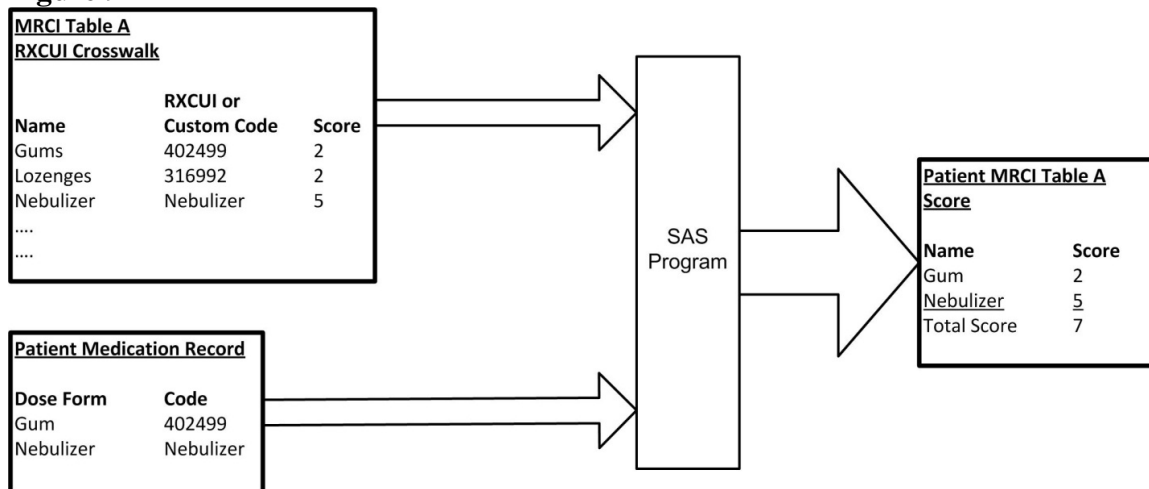 MRCI Table A
RXCUI Crosswalk
RXCUI or
Name Custom Code Score
Gums 402499 2
Lozenges 316992 2
Nebulizer Nebulizer 5
....
....
Patient Medication Record
Dose Form Code
Gum 402499
Nebulizer Nebulizer
SAS
Program
Patient MRCI Table A
Score
Name Score
Gum 2
Nebulizer 5
Total Score 7